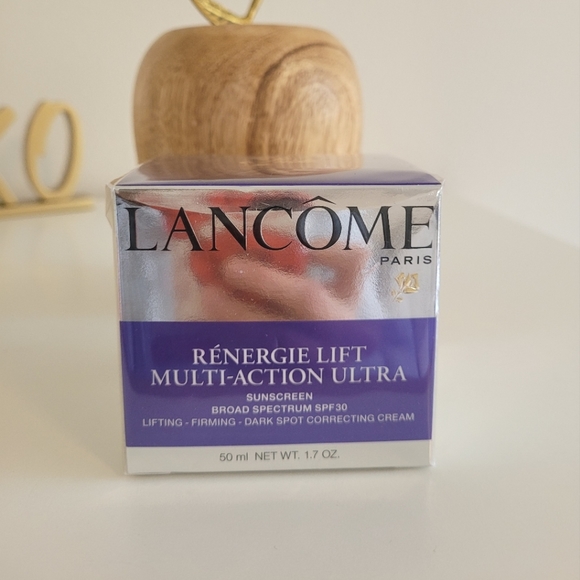 XO
LANCÔME
PARIS
RÉNERGIE LIFT
MULTI-ACTION ULTRA
SUNSCREEN
BROAD SPECTRUM SPF30
LIFTING - FIRMING - DARK SPOT CORRECTING CREAM
50 ml NET WT. 1.7 OZ.